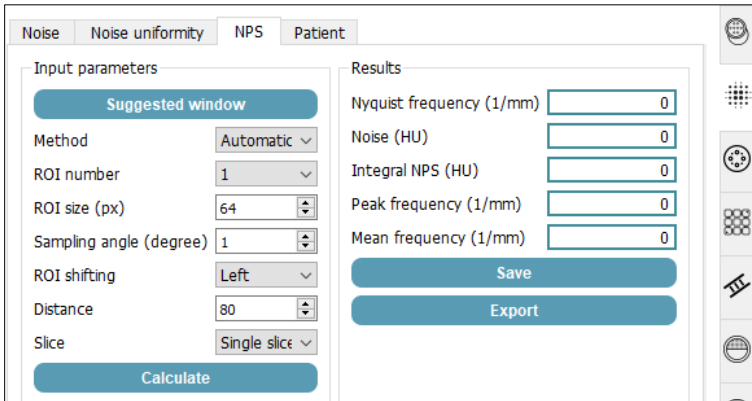 Noise Noise uniformity NPS Patient
Input parameters
Suggested window
Method Automatic
ROI number 1
ROI size (px) 64
Sampling angle (degree) 1
ROI shifting Left
Distance 80
Slice Single slice
Calculate
Results
Nyquist frequency (1/mm) 0
Noise (HU) 0
Integral NPS (HU) 0
Peak frequency (1/mm) 0
Mean frequency (1/mm) 0
Save
Export